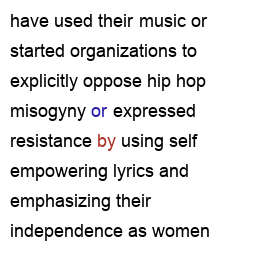 have used their music or
started organizations to
explicitly oppose hip hop
misogyny or expressed
resistance by using self
empowering lyrics and
emphasizing their
independence as women